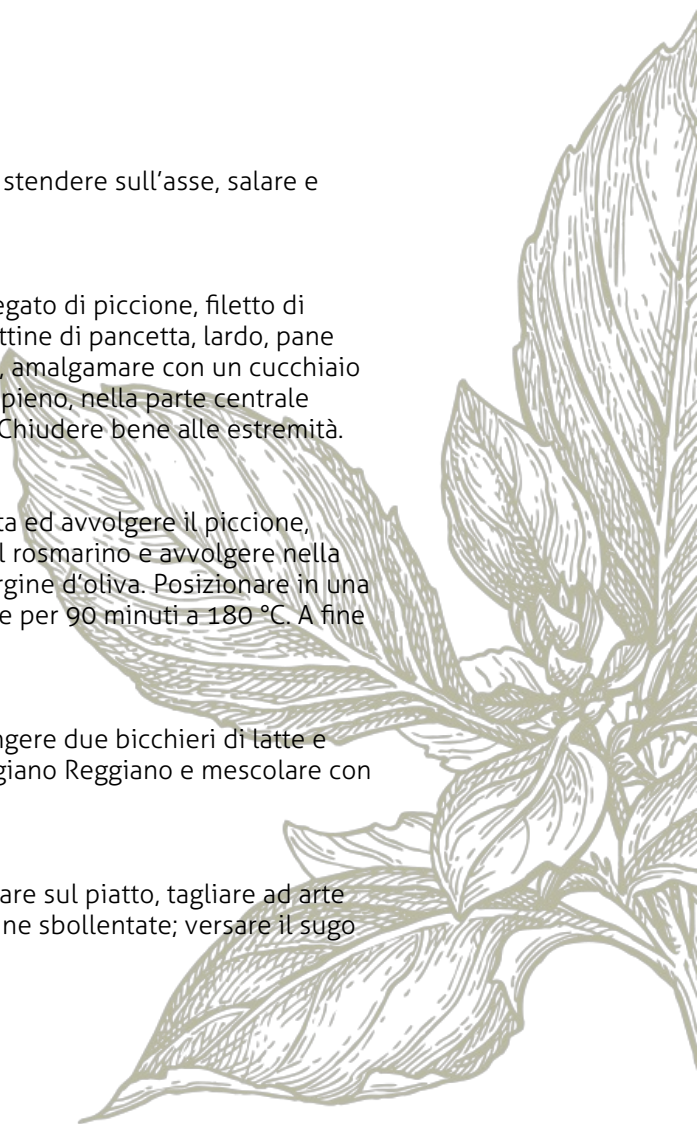 stendere sull'asse, salare e
egato di piccione, filetto di
ttine di pancetta, lardo, pane
, amalgamare con un cucchiaio
pieno, nella parte centrale
Chiudere bene alle estremità.
ta ed avvolgere il piccione,
l rosmarino e avvolgere nella
rgine d'oliva. Posizionare in una
e per 90 minuti a 180 °C. A fine
ngere due bicchieri di latte e
giano Reggiano e mescolare con
are sul piatto, tagliare ad arte
ne sbollentate; versare il sugo